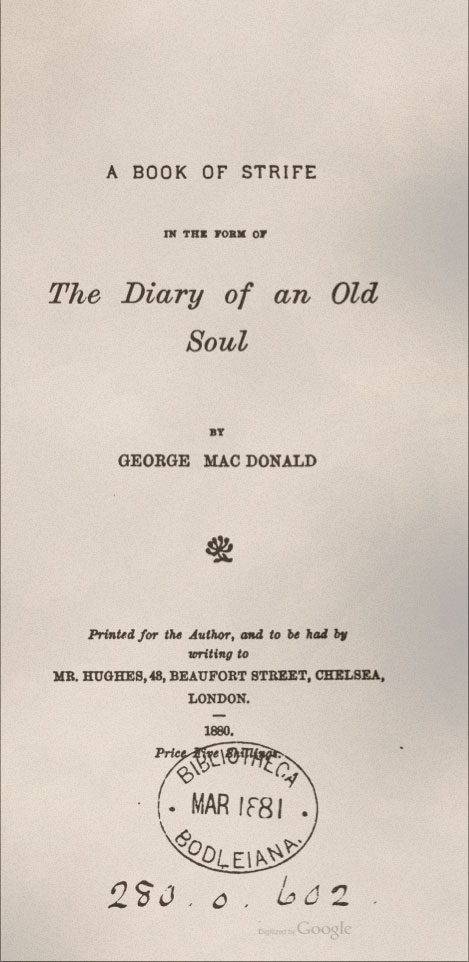 A BOOK OF STRIFE
IN THE FORM OF
The Diary of an Old
Soul
BY
GEORGE MAC DONALD
Printed for the Author, and to be had by
writing to
MR. HUGHES, 48, BEAUFORT STREET, CHELSEA,
LONDON.
1880.
Price Five Shillings.
BIBLIOTHECA
MAR 1881
BODLEIANA.
280. o. 602.
Digitized by Google